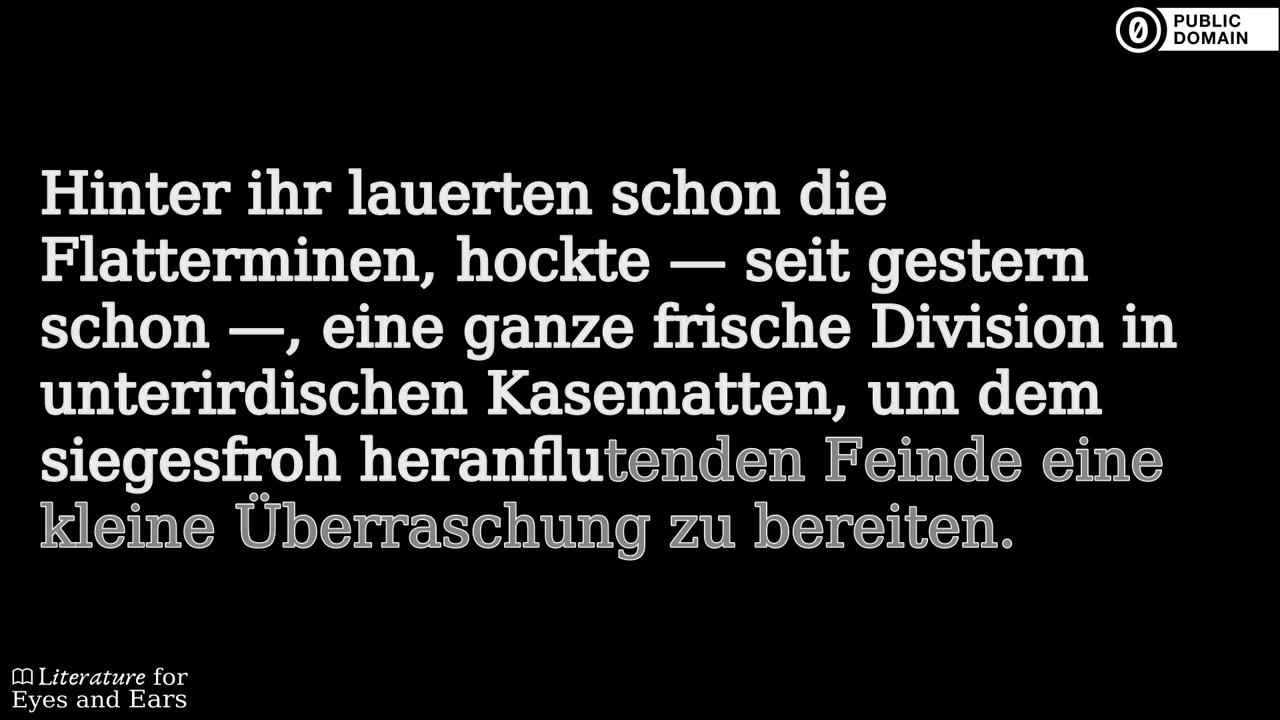 PUBLIC
DOMAIN
Hinter ihr lauerten schon die
Flatterminen, hockte — seit gestern
schon —, eine ganze frische Division in
unterirdischen Kasematten, um dem
siegesfroh heranflutenden Feinde eine
kleine Überraschung zu bereiten.
Literature for
Eyes and Ears